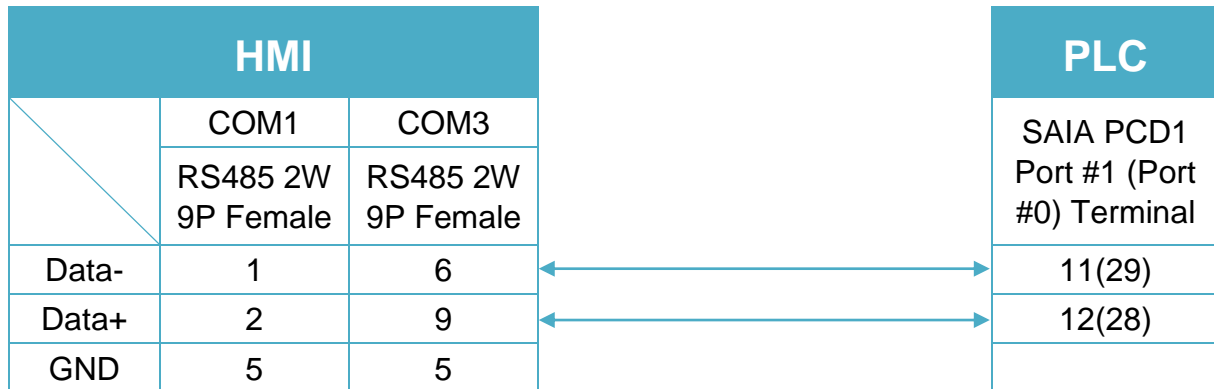 HMI
PLC
COM1 COM3
RS485 2W
9P Female
RS485 2W
9P Female
SAIA PCD1
Port #1 (Port
#0) Terminal
Data- 1 6 11(29)
Data+ 2 9 12(28)
GND 5 5